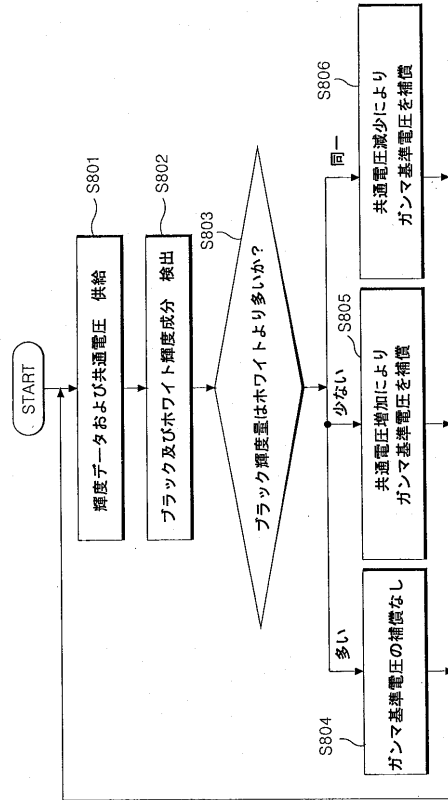 START
S801
輝度データおよび共通電圧 供給
S802
ブラック及びホワイト輝度成分 検出
S803
ブラック輝度量はホワイトより多いか?
多い
少ない
同一
S804
ガンマ基準電圧の補償なし
S805
共通電圧増加により
ガンマ基準電圧を補償
S806
共通電圧減少により
ガンマ基準電圧を補償